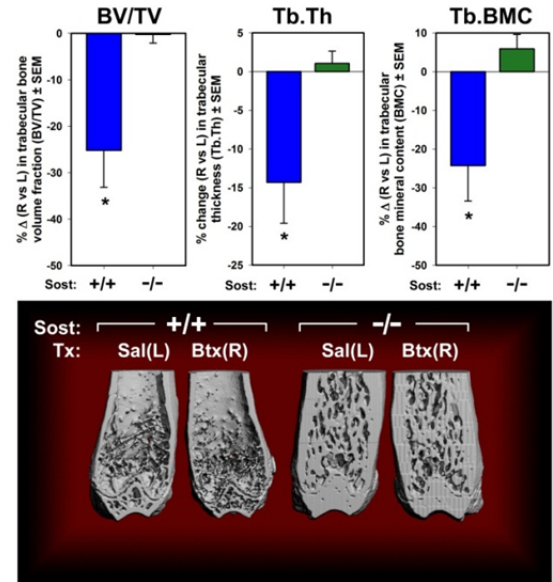 BV/TV
% Δ (R vs L) in trabecular bone
volume fraction (BV/TV) ± SEM
0
-10
-20
-30
-40
-50
*
Sost: +/+ -/-
Tb.Th
% change (R vs L) in trabecular
thickness (Tb.Th) ± SEM
5
0
-5
-10
-15
-20
-25
*
Sost: +/+ -/-
Tb.BMC
% Δ (R vs L) in trabecular
bone mineral content (BMC) ± SEM
10
0
-10
-20
-30
-40
-50
*
Sost: +/+ -/-
Sost: +/+ -/-
Tx: Sal(L) Btx(R) Sal(L) Btx(R)